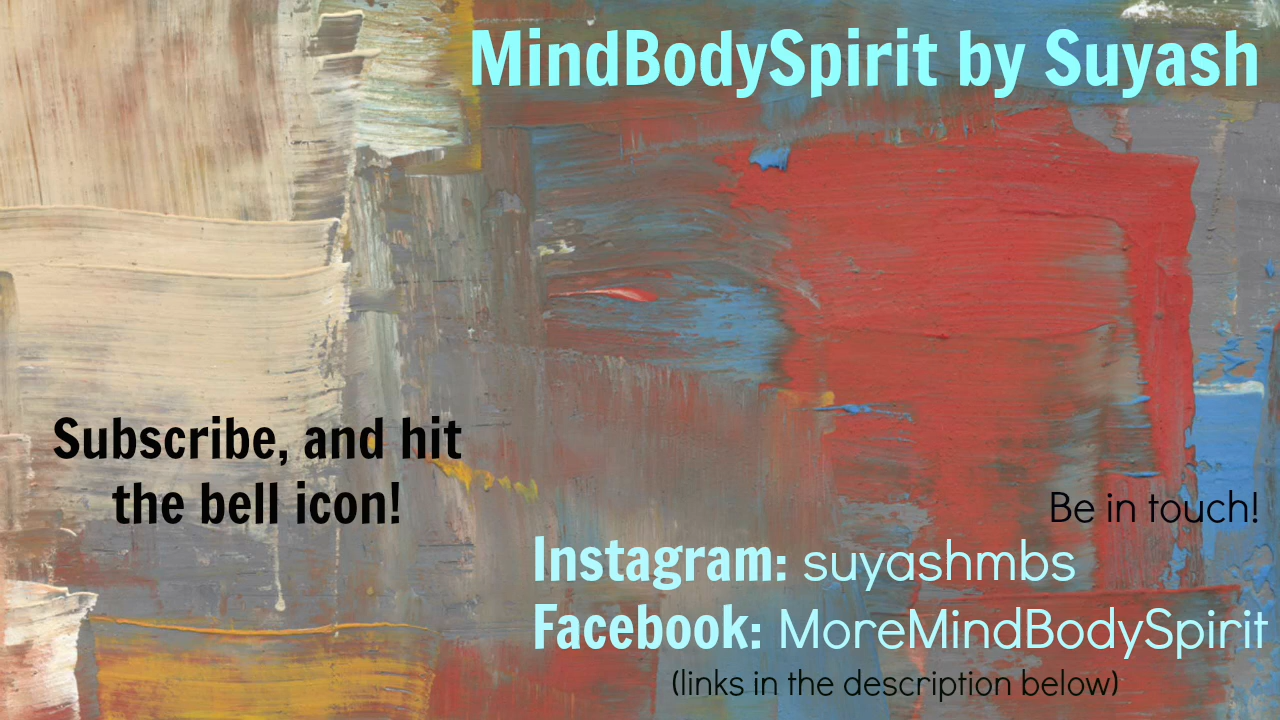 MindBodySpirit by Suyash
Subscribe, and hit
the bell icon!
Be in touch!
Instagram: suyashmbs
Facebook: MoreMindBodySpirit
(links in the description below)